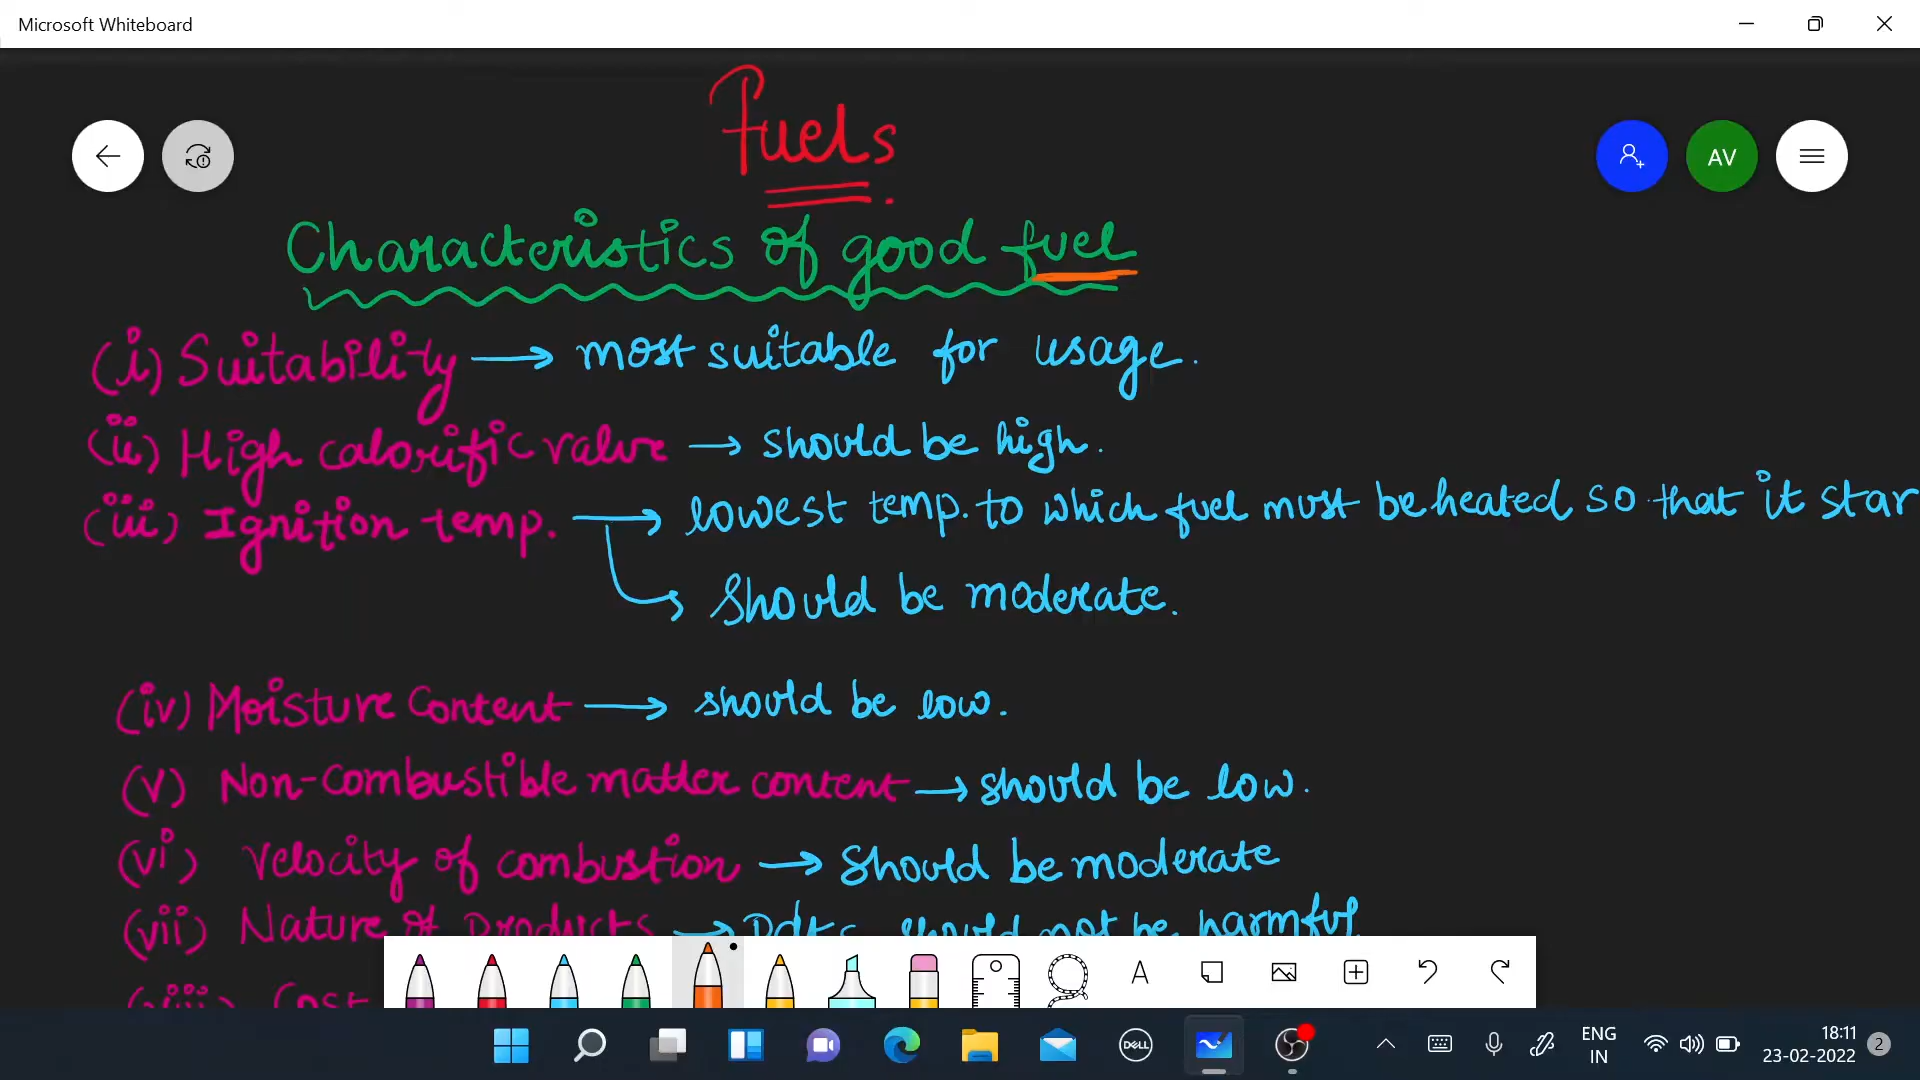 Microsoft Whiteboard
Fuels.
AV
Characteristics of good fuel
(i) Suitability → most suitable for usage.
(ii) High calorific value → should be high.
(iii) Ignition temp. → lowest temp. to which fuel must be heated so that it star
→ Should be moderate.
(iv) Moisture Content → should be low.
(v) Non-combustible matter content → should be low.
(vi) Velocity of combustion → Should be moderate
(vii) Nature of products → Pdts should not be harmful
(viii) Cost
A
DELL
ENG
IN
18:11
23-02-2022
2